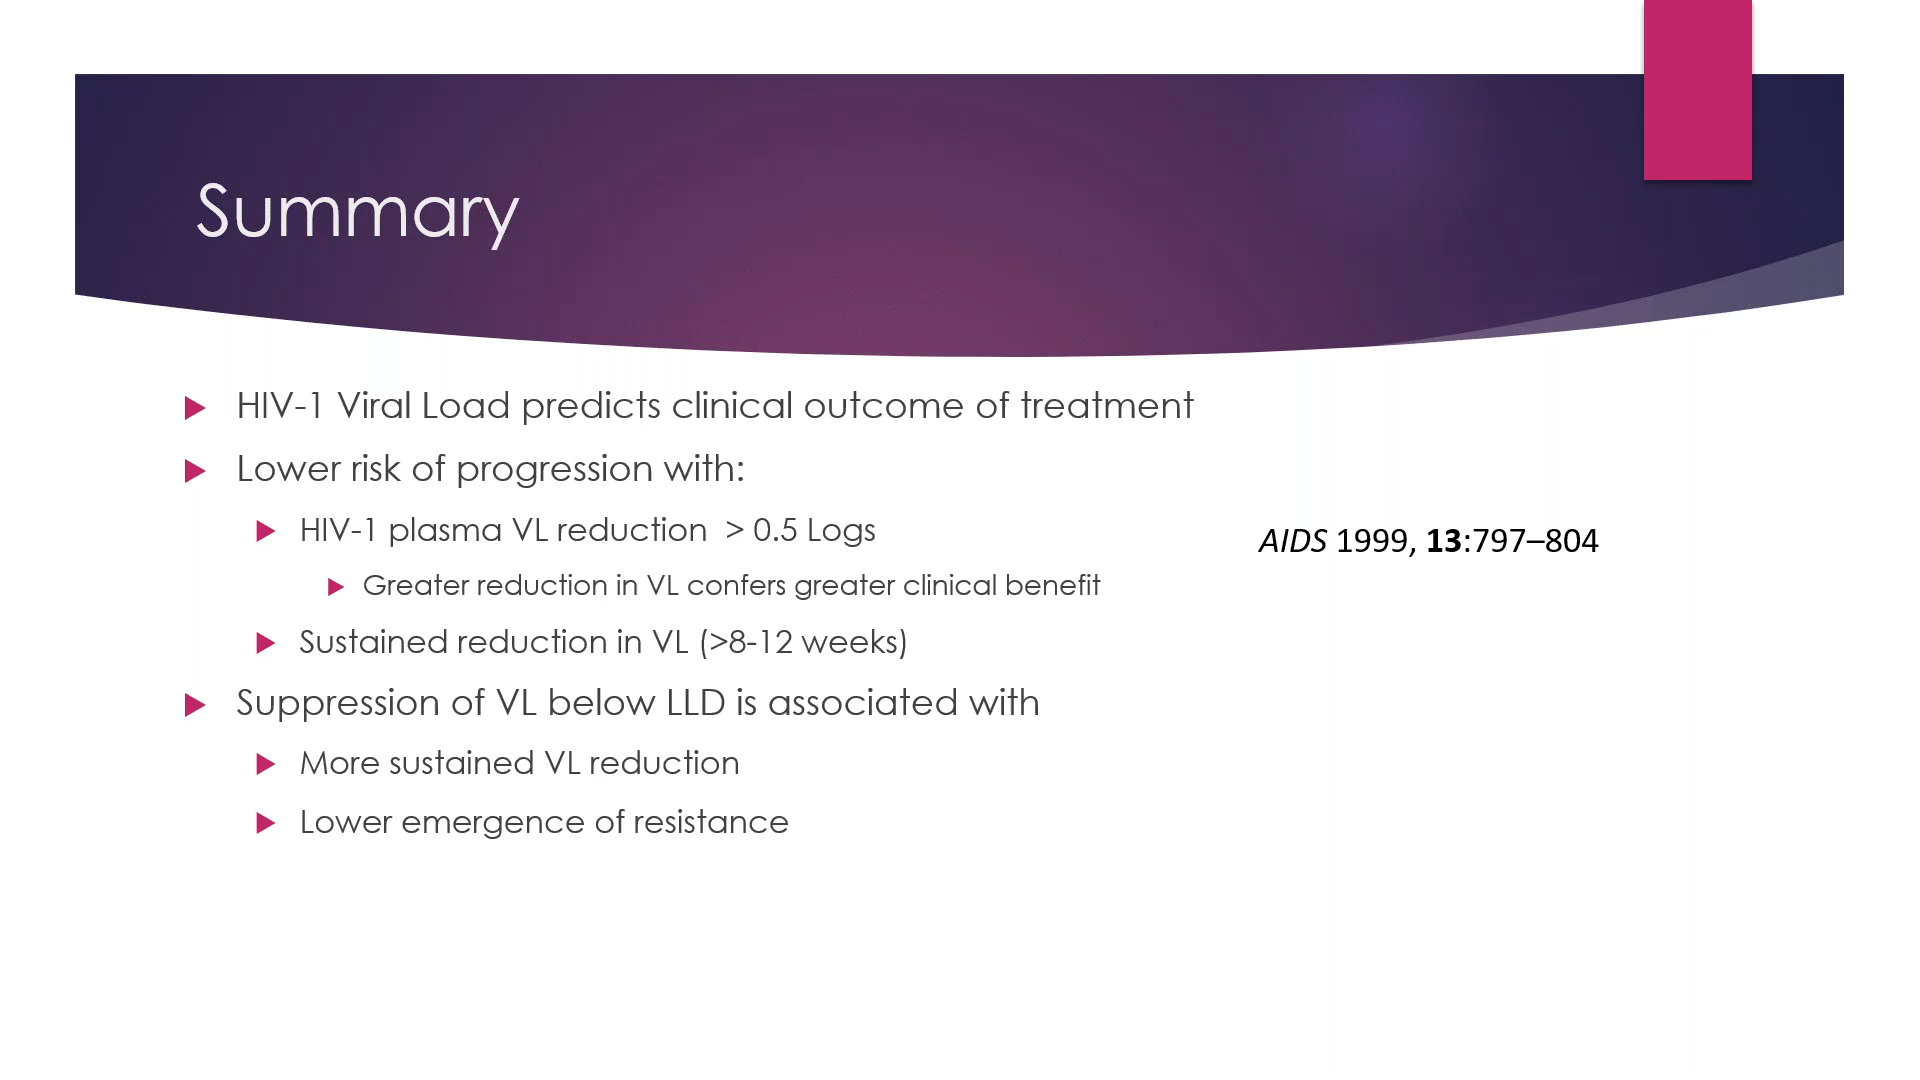 Summary
HIV-1 Viral Load predicts clinical outcome of treatment
Lower risk of progression with:
HIV-1 plasma VL reduction > 0.5 Logs
Greater reduction in VL confers greater clinical benefit
Sustained reduction in VL (>8-12 weeks)
Suppression of VL below LLD is associated with
More sustained VL reduction
Lower emergence of resistance
AIDS 1999, 13:797–804